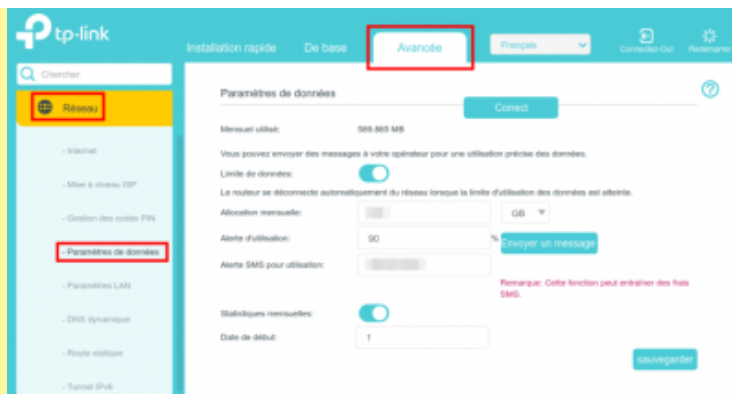 tp-link
Installation rapide De base Avancée Français Connectez-Out Redémarrer
Chercher
Réseau
- Internet
- Mise à niveau ISP
- Gestion des codes PIN
- Paramètres de données
- Paramètres LAN
- DNS dynamique
- Route statique
- Tunnel IPv6
Paramètres de données
Correct
Mensuel utilisé: 589.865 MB
Vous pouvez envoyer des messages à votre opérateur pour une utilisation précise des données.
Limite de données:
Le routeur se déconnecte automatiquement du réseau lorsque la limite d'utilisation des données est atteinte.
Allocation mensuelle: GB
Alerte d'utilisation: 90 % Envoyer un message
Alerte SMS pour utilisation:
Remarque: Cette fonction peut entraîner des frais
SMS.
Statistiques mensuelles:
Date de début: 1
sauvegarder